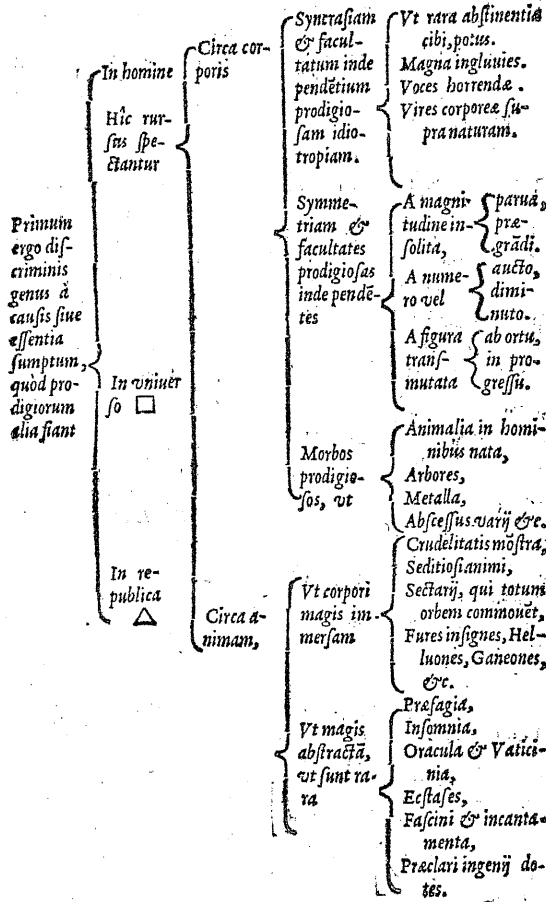 Primum
ergo diſ-
criminis
genus à
cauſis ſiue
eſſentia
ſumptum,
quòd pro-
digiorum
alia fiant
In homine
Hîc rur-
ſus ſpe-
ctantur
In vniuer
ſo □
In re-
publica
△
Circa cor-
poris
Syncraſiam
& facul-
tatum inde
pendẽtium
prodigio-
ſam idio-
tropiam.
Vt rara abſtinentia
cibi, potus.
Magna ingluuies.
Voces horrendæ.
Vires corporeæ ſu-
pra naturam.
Symme-
triam &
facultates
prodigioſas
inde pendẽ-
tes
A magni-
tudine in-
ſolita,
parua,
præ-
grãdi.
A nume-
ro vel
aucto,
dimi-
nuto.
A figura
tranſ-
mutata
ab ortu,
in pro-
greſſu.
Morbos
prodigio-
ſos, vt
Animalia in homi-
nibus nata,
Arbores,
Metalla,
Abſceſſus varij &c.
Circa a-
nimam,
Vt corpori
magis im-
merſam
Crudelitatis mõſtra,
Seditioſi animi,
Sectarij, qui totum
orbem commouẽt,
Fures inſignes, Hel-
luones, Ganeones,
&c.
Vt magis
abſtractã,
vt ſunt ra-
ra
Præſagia,
Inſomnia,
Oracula & Vatici-
nia,
Ecſtaſes,
Faſcini & incanta-
menta,
Præclari ingenij do-
tes.